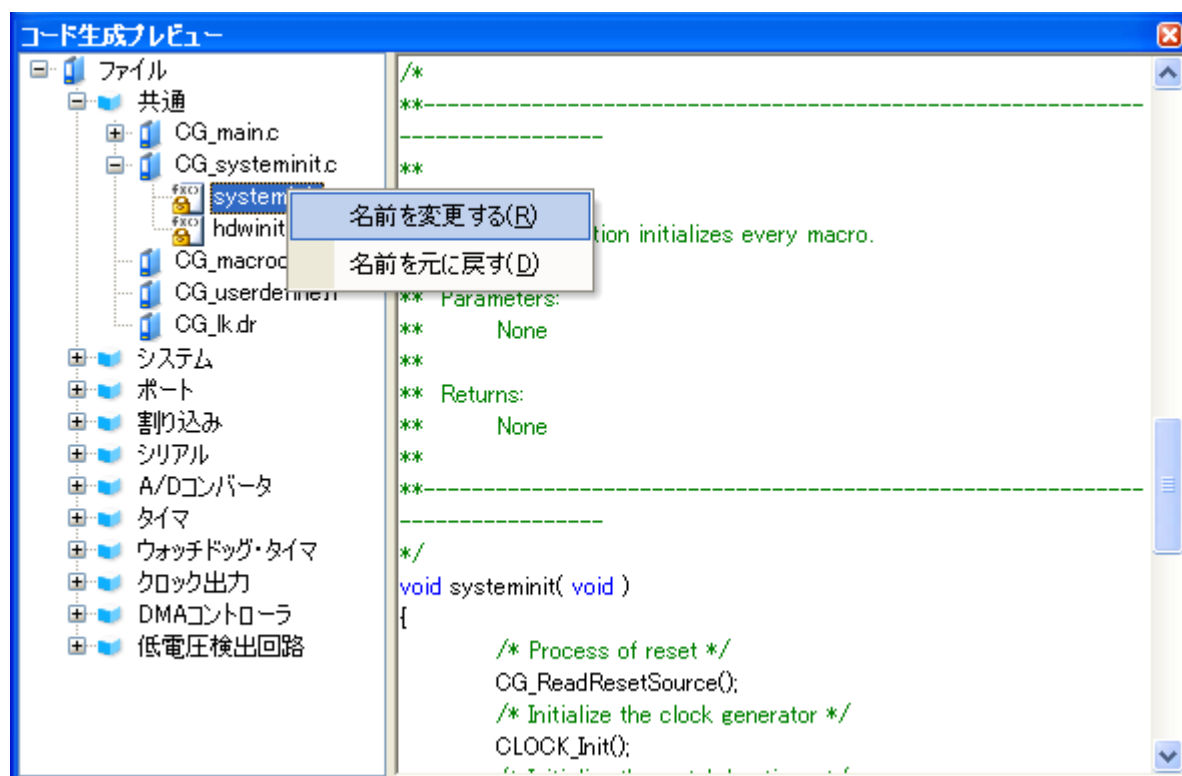 コード生成プレビュー
ファイル
共通
CG_main.c
CG_systeminit.c
hdwinit
CG_lk.dr
システム
ポート
割り込み
シリアル
A/Dコンバータ
タイマ
ウォッチドッグ・タイマ
クロック出力
DMAコントローラ
低電圧検出回路
名前を変更する(R)
名前を元に戻す(D)
/*
**-----------------------------------------------------------------
----------------
**
initializes every macro.
** Parameters:
** None
**
** Returns:
** None
**
**-----------------------------------------------------------------
----------------
*/
void systeminit( void )
{
/* Process of reset */
CG_ReadResetSource();
/* Initialize the clock generator */
CLOCK_Init();